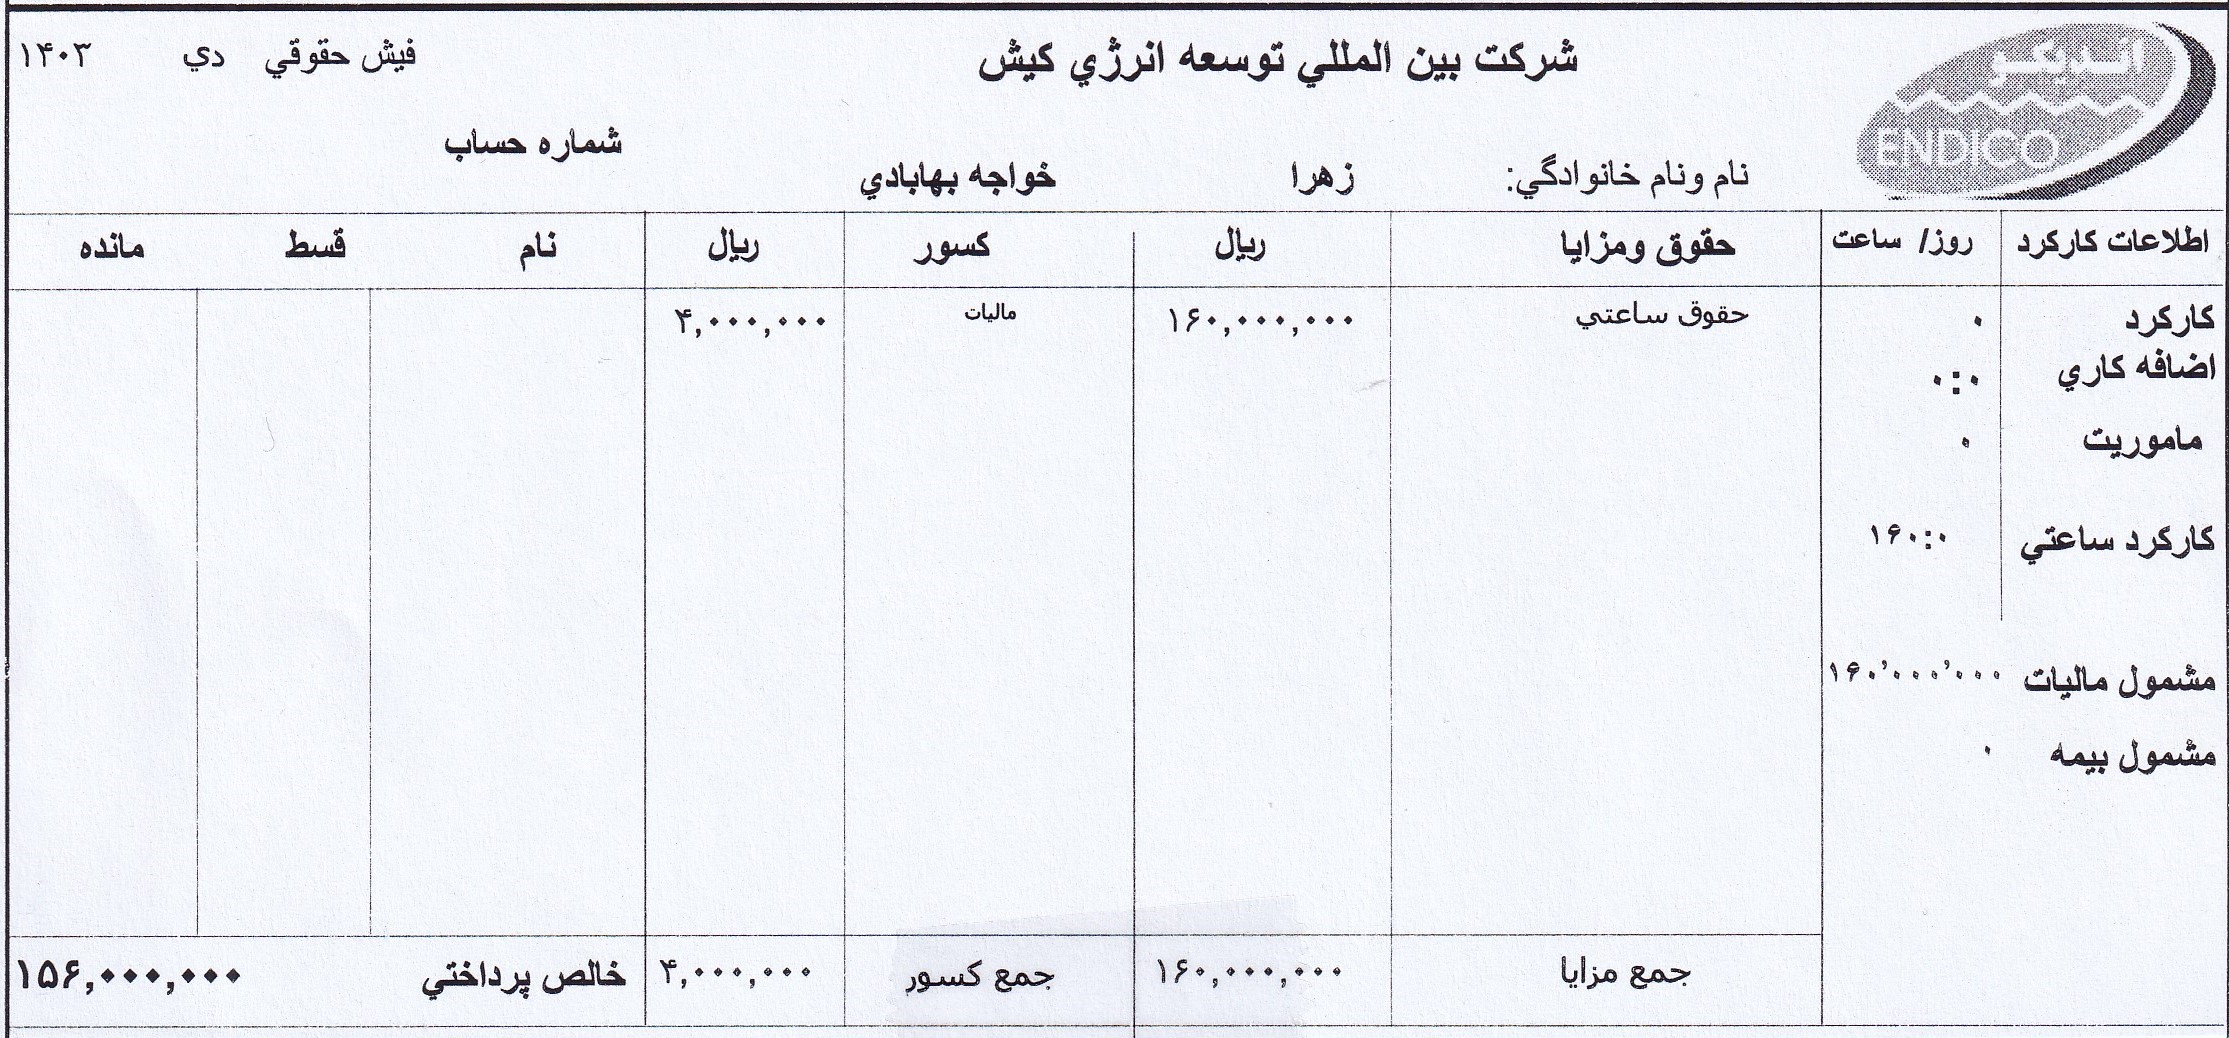 انديكو
ENDICO
شركت بين المللي توسعه انرژي كيش
فيش حقوقي دي ۱۴۰۳
شماره حساب
نام ونام خانوادگي: زهرا خواجه بهابادي
اطلاعات كاركرد روز/ ساعت حقوق ومزايا ريال كسور ريال نام قسط مانده
كاركرد ۰ حقوق ساعتي ۱۶۰,۰۰۰,۰۰۰ ماليات ۴,۰۰۰,۰۰۰
اضافه كاري ۰:۰
ماموريت ۰
كاركرد ساعتي ۱۶۰:۰
مشمول ماليات ۱۶۰٬۰۰۰٬۰۰۰
مشمول بيمه ۰
جمع مزايا ۱۶۰,۰۰۰,۰۰۰ جمع كسور ۴,۰۰۰,۰۰۰ خالص پرداختي ۱۵۶,۰۰۰,۰۰۰